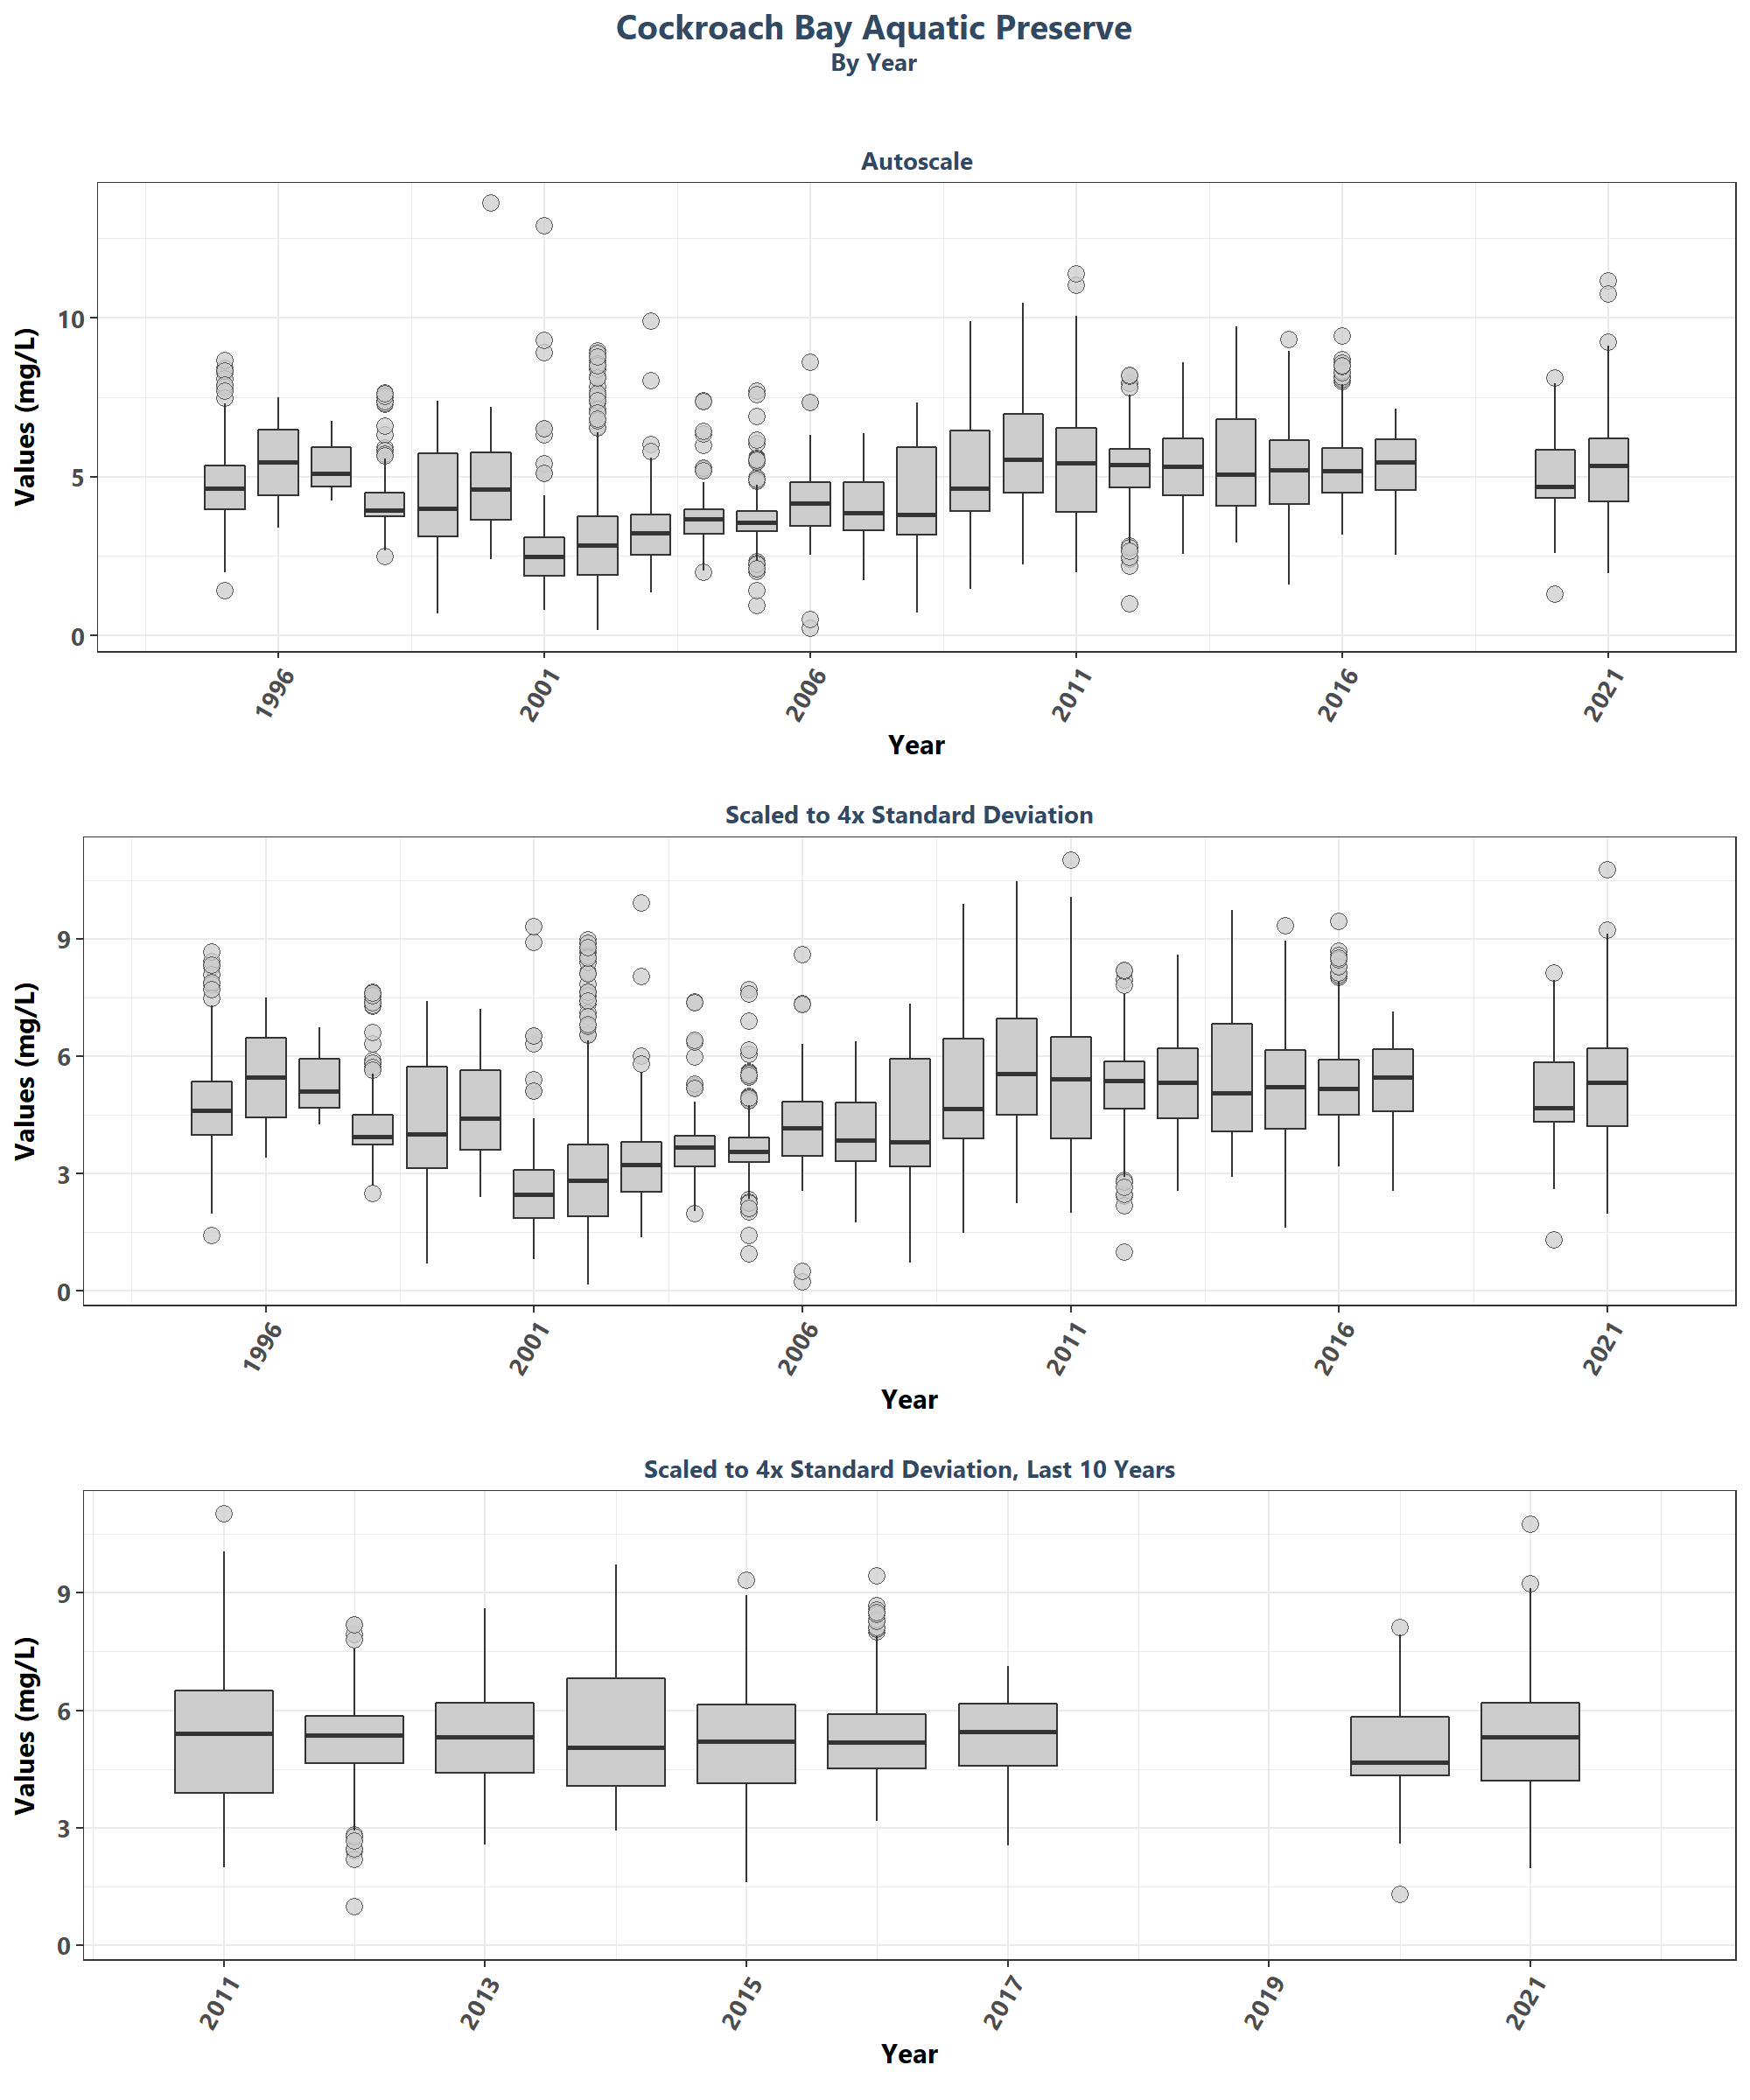 Cockroach Bay Aquatic Preserve
By Year
Autoscale
Values (mg/L)
10
5
0
1996 2001 2006 2011 2016 2021
Year
Scaled to 4x Standard Deviation
Values (mg/L)
9
6
3
0
1996 2001 2006 2011 2016 2021
Year
Scaled to 4x Standard Deviation, Last 10 Years
Values (mg/L)
9
6
3
0
2011 2013 2015 2017 2019 2021
Year